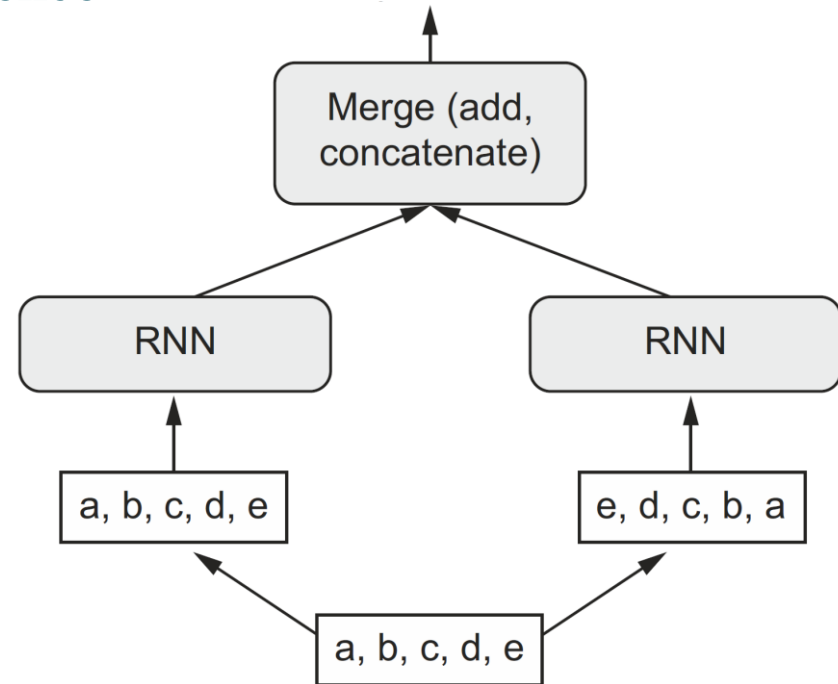 Merge (add,
concatenate)
RNN
RNN
a, b, c, d, e
e, d, c, b, a
a, b, c, d, e